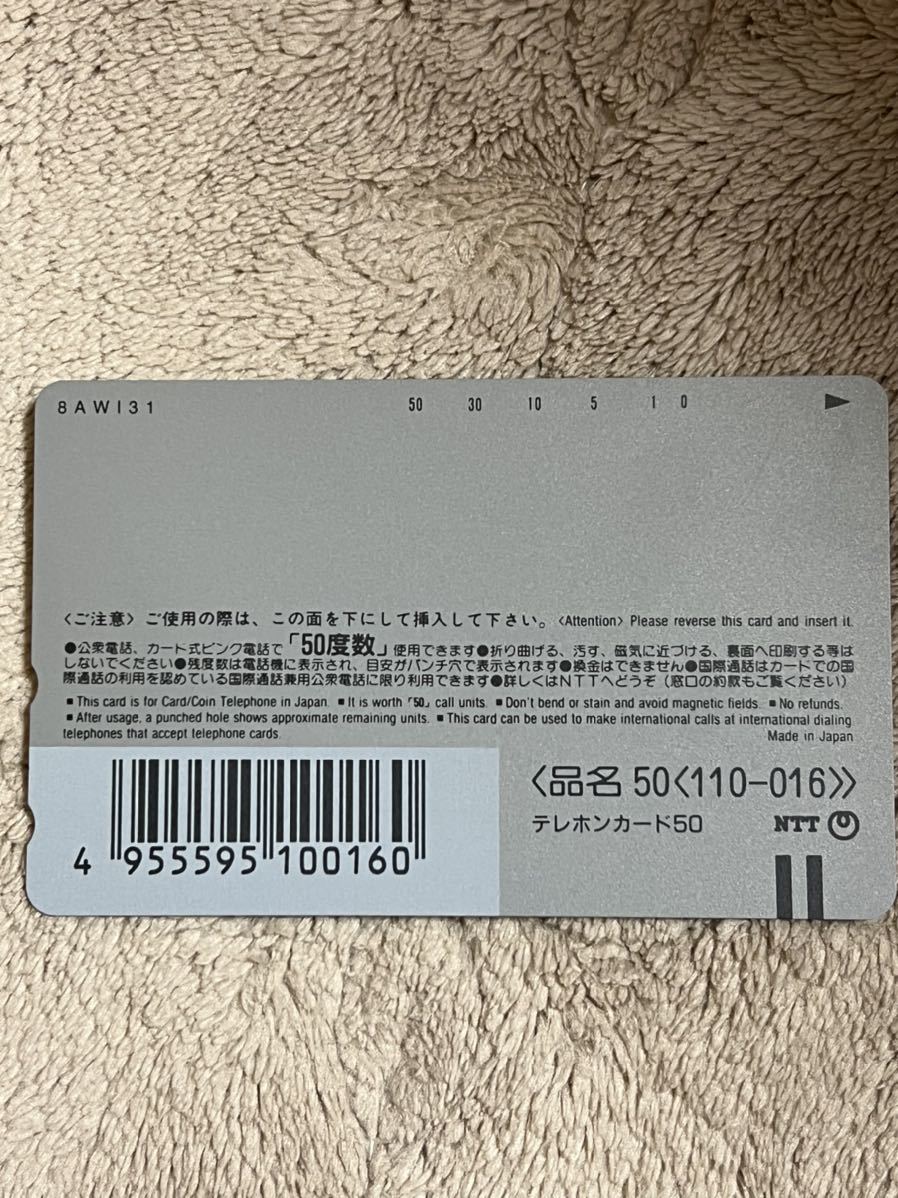 8AWI31
50 30 10 5 1 0
〈ご注意〉ご使用の際は、この面を下にして挿入して下さい。〈Attention〉 Please reverse this card and insert it.
●公衆電話、カード式ピンク電話で「50度数」使用できます●折り曲げる、汚す、磁気に近づける、裏面へ印刷する等は
しないでください●残度数は電話機に表示され、目安がパンチ穴で表示されます●換金はできません●国際通話はカードでの国
際通話の利用を認めている国際通話兼用公衆電話に限り利用できます●詳しくはNTTへどうぞ（窓口の約款もご覧ください）
■This card is for Card/Coin Telephone in Japan. ■It is worth「50」call units. ■Don't bend or stain and avoid magnetic fields. ■No refunds.
■After usage, a punched hole shows approximate remaining units. ■This card can be used to make international calls at international dialing
telephones that accept telephone cards.
Made in Japan
〈品名 50〈110-016〉〉
テレホンカード50 NTT
4 955595 100160